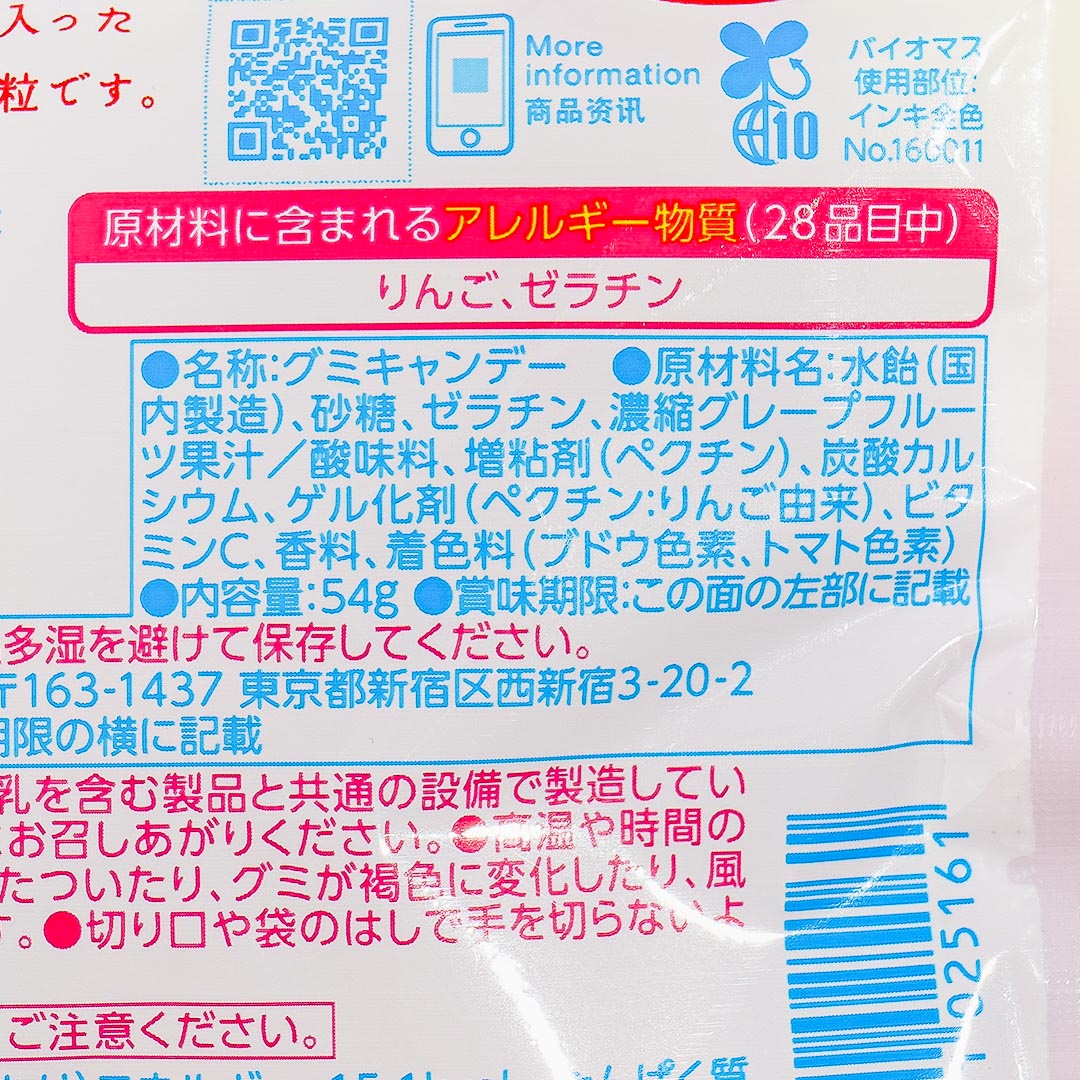 入った
粒です。
More
information
商品资讯
10
バイオマス
使用部位:
インキ金色
No.166011
原材料に含まれるアレルギー物質(28品目中)
りんご、ゼラチン
●名称:グミキャンデー ●原材料名:水飴(国
内製造)、砂糖、ゼラチン、濃縮グレープフルー
ツ果汁/酸味料、増粘剤(ペクチン)、炭酸カル
シウム、ゲル化剤(ペクチン:りんご由来)、ビタ
ミンC、香料、着色料(ブドウ色素、トマト色素)
●内容量:54g ●賞味期限:この面の左部に記載
多湿を避けて保存してください。
〒163-1437 東京都新宿区西新宿3-20-2
期限の横に記載
乳を含む製品と共通の設備で製造してい
お召しあがりください。●高温や時間の
たついたり、グミが褐色に変化したり、風
す。●切り口や袋のはしで手を切らないよ
ご注意ください。
025161